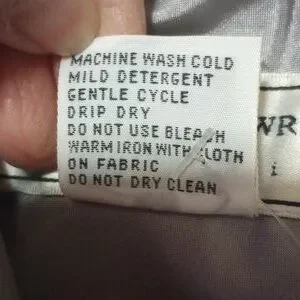 MACHINE WASH COLD
MILD DETERGENT
GENTLE CYCLE
DRIP DRY
DO NOT USE BLEACH
WARM IRON WITH CLOTH
ON FABRIC
DO NOT DRY CLEAN
WR
i